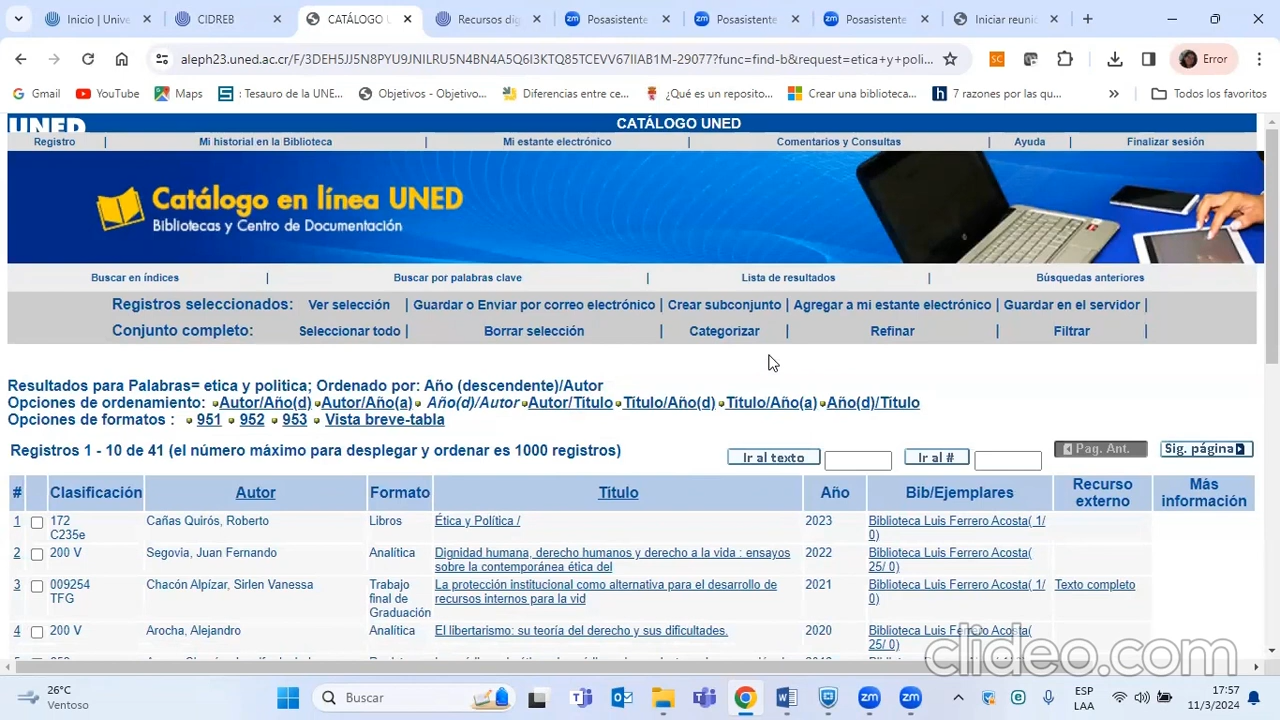 Inicio | Unive
CIDREB
CATÁLOGO U
Recursos dig
Posasistente
Posasistente
Posasistente
Iniciar reuni
aleph23.uned.ac.cr/F/3DEH5JJ5N8PYU9JNILRU5N4BN4A5Q6I3KTQ85TCEVV67IIAB1M-29077?func=find-b&request=etica+y+poli...
SC
Error
Gmail
YouTube
Maps
: Tesauro de la UNE...
Objetivos - Objetivo...
Diferencias entre ce...
¿Qué es un reposito...
Crear una biblioteca...
7 razones por las qu...
Todos los favoritos
UNED
CATÁLOGO UNED
Registro | Mi historial en la Biblioteca | Mi estante electrónico | Comentarios y Consultas | Ayuda | Finalizar sesión
Catálogo en línea UNED
Bibliotecas y Centro de Documentación
Buscar en índices | Buscar por palabras clave | Lista de resultados | Búsquedas anteriores
Registros seleccionados: Ver selección | Guardar o Enviar por correo electrónico | Crear subconjunto | Agregar a mi estante electrónico | Guardar en el servidor |
Conjunto completo: Seleccionar todo | Borrar selección | Categorizar | Refinar | Filtrar |
Resultados para Palabras= etica y politica; Ordenado por: Año (descendente)/Autor
Opciones de ordenamiento: Autor/Año(d) Autor/Año(a) Año(d)/Autor Autor/Titulo Titulo/Año(d) Titulo/Año(a) Año(d)/Titulo
Opciones de formatos : 951 952 953 Vista breve-tabla
Registros 1 - 10 de 41 (el número máximo para desplegar y ordenar es 1000 registros)
Ir al texto
Ir al #
Pag. Ant.
Sig. página
# Clasificación Autor Formato Titulo Año Bib/Ejemplares Recurso externo Más información
1 172 Cañas Quirós, Roberto Libros Ética y Política / 2023 Biblioteca Luis Ferrero Acosta( 1/
C235e 0)
2 200 V Segovia, Juan Fernando Analítica Dignidad humana, derecho humanos y derecho a la vida : ensayos 2022 Biblioteca Luis Ferrero Acosta(
sobre la contemporánea ética del 25/ 0)
3 009254 Chacón Alpízar, Sirlen Vanessa Trabajo La protección institucional como alternativa para el desarrollo de 2021 Biblioteca Luis Ferrero Acosta( 1/ Texto completo
TFG final de recursos internos para la vid 0)
Graduación
4 200 V Arocha, Alejandro Analítica El libertarismo: su teoría del derecho y sus dificultades. 2020 Biblioteca Luis Ferrero Acosta(
25/ 0)
clideo.com
26°C
Ventoso
Buscar
ESP
LAA
17:57
11/3/2024